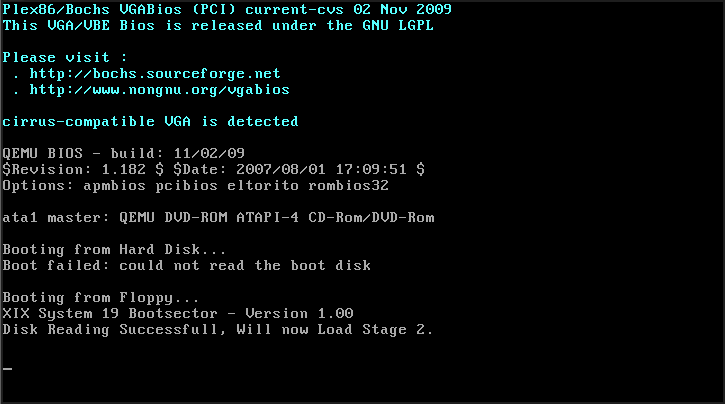 Plex86/Bochs VGABios (PCI) current-cvs 02 Nov 2009
This VGA/VBE Bios is released under the GNU LGPL
Please visit :
. http://bochs.sourceforge.net
. http://www.nongnu.org/vgabios
cirrus-compatible VGA is detected
QEMU BIOS - build: 11/02/09
$Revision: 1.182 $ $Date: 2007/08/01 17:09:51 $
Options: apmbios pcibios eltorito rombios32
ata1 master: QEMU DVD-ROM ATAPI-4 CD-Rom/DVD-Rom
Booting from Hard Disk...
Boot failed: could not read the boot disk
Booting from Floppy...
XIX System 19 Bootsector - Version 1.00
Disk Reading Successfull, Will now Load Stage 2.